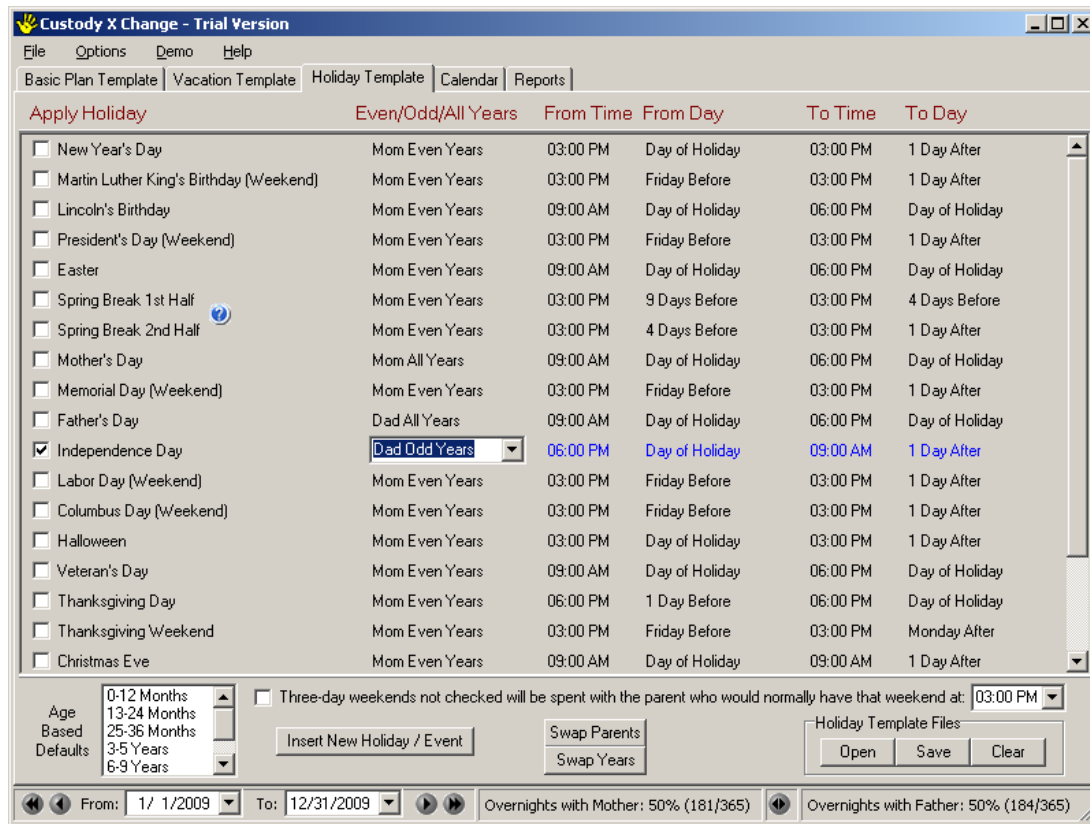 Custody X Change - Trial Version
File Options Demo Help
Basic Plan Template Vacation Template Holiday Template Calendar Reports
Apply Holiday Even/Odd/All Years From Time From Day To Time To Day
New Year's Day Mom Even Years 03:00 PM Day of Holiday 03:00 PM 1 Day After
Martin Luther King's Birthday (Weekend) Mom Even Years 03:00 PM Friday Before 03:00 PM 1 Day After
Lincoln's Birthday Mom Even Years 09:00 AM Day of Holiday 06:00 PM Day of Holiday
President's Day (Weekend) Mom Even Years 03:00 PM Friday Before 03:00 PM 1 Day After
Easter Mom Even Years 09:00 AM Day of Holiday 06:00 PM Day of Holiday
Spring Break 1st Half Mom Even Years 03:00 PM 9 Days Before 03:00 PM 4 Days Before
?
Spring Break 2nd Half Mom Even Years 03:00 PM 4 Days Before 03:00 PM 1 Day After
Mother's Day Mom All Years 09:00 AM Day of Holiday 06:00 PM Day of Holiday
Memorial Day (Weekend) Mom Even Years 03:00 PM Friday Before 03:00 PM 1 Day After
Father's Day Dad All Years 09:00 AM Day of Holiday 06:00 PM Day of Holiday
Independence Day Dad Odd Years 06:00 PM Day of Holiday 09:00 AM 1 Day After
Labor Day (Weekend) Mom Even Years 03:00 PM Friday Before 03:00 PM 1 Day After
Columbus Day (Weekend) Mom Even Years 03:00 PM Friday Before 03:00 PM 1 Day After
Halloween Mom Even Years 03:00 PM Day of Holiday 03:00 PM 1 Day After
Veteran's Day Mom Even Years 09:00 AM Day of Holiday 06:00 PM Day of Holiday
Thanksgiving Day Mom Even Years 06:00 PM 1 Day Before 06:00 PM Day of Holiday
Thanksgiving Weekend Mom Even Years 03:00 PM Friday Before 03:00 PM Monday After
Christmas Eve Mom Even Years 09:00 AM Day of Holiday 09:00 AM 1 Day After
Age Based Defaults
0-12 Months
13-24 Months
25-36 Months
3-5 Years
6-9 Years
Three-day weekends not checked will be spent with the parent who would normally have that weekend at: 03:00 PM
Insert New Holiday / Event
Swap Parents
Swap Years
Holiday Template Files
Open Save Clear
From: 1/ 1/2009 To: 12/31/2009 Overnights with Mother: 50% (181/365) Overnights with Father: 50% (184/365)